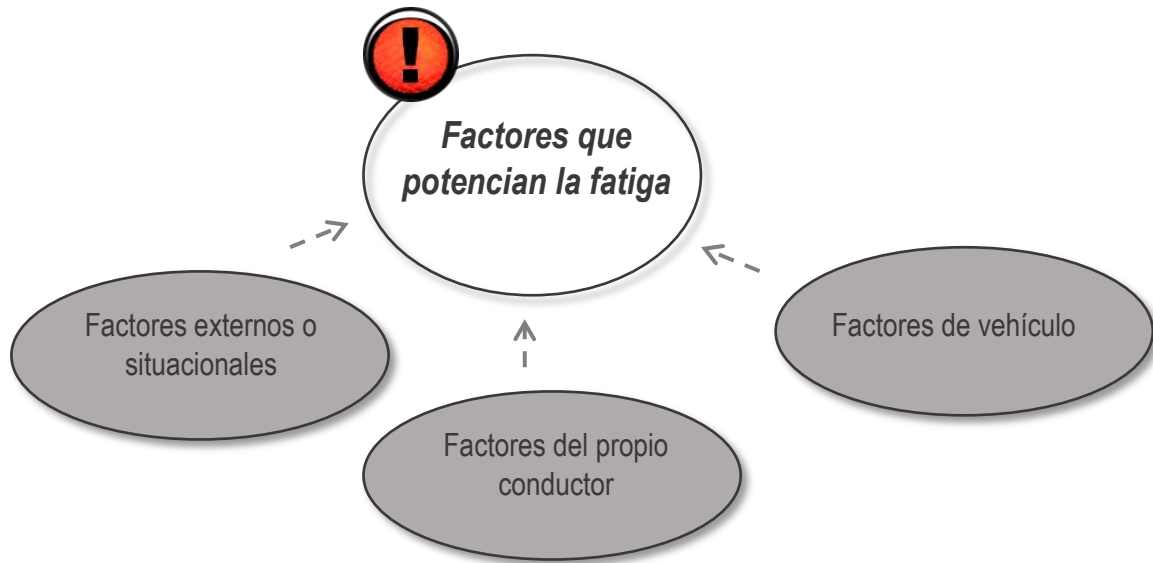 Factores que
potencian la fatiga
Factores externos o
situacionales
Factores de vehículo
Factores del propio
conductor